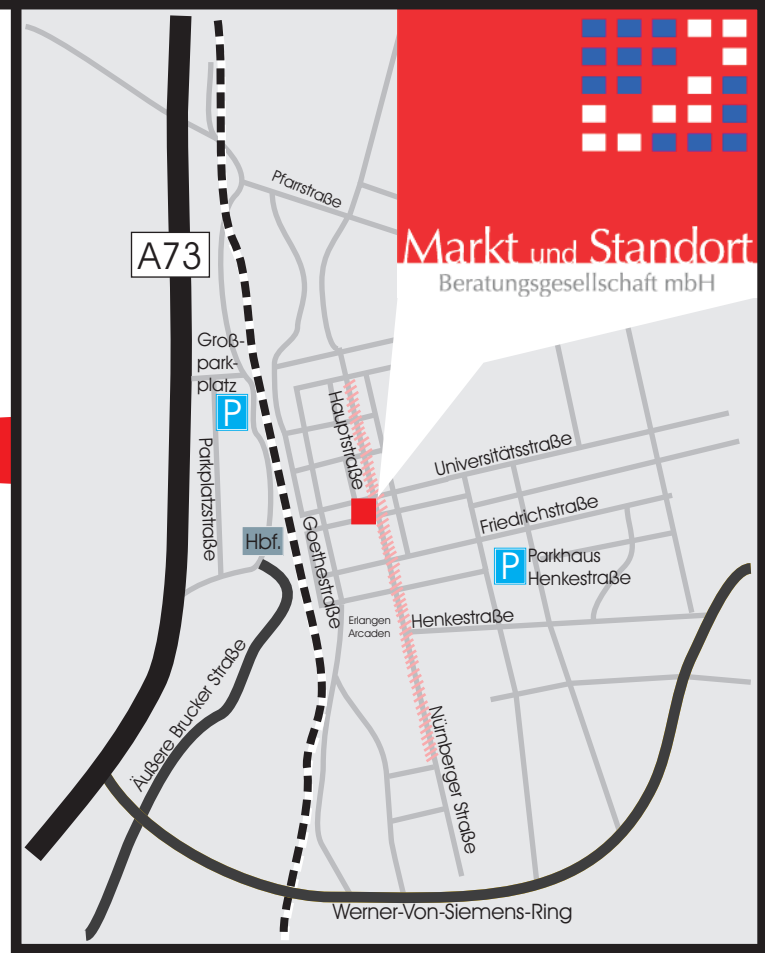 Markt und Standort
Beratungsgesellschaft mbH
Pfarrstraße
A73
Groß-
park-
platz
P
Hauptstraße
Universitätsstraße
Parkplatzstraße
Friedrichstraße
Goethestraße
Hbf.
P
Parkhaus
Henkestraße
Erlangen
Arcaden
Henkestraße
Äußere Brucker Straße
Nürnberger Straße
Werner-Von-Siemens-Ring